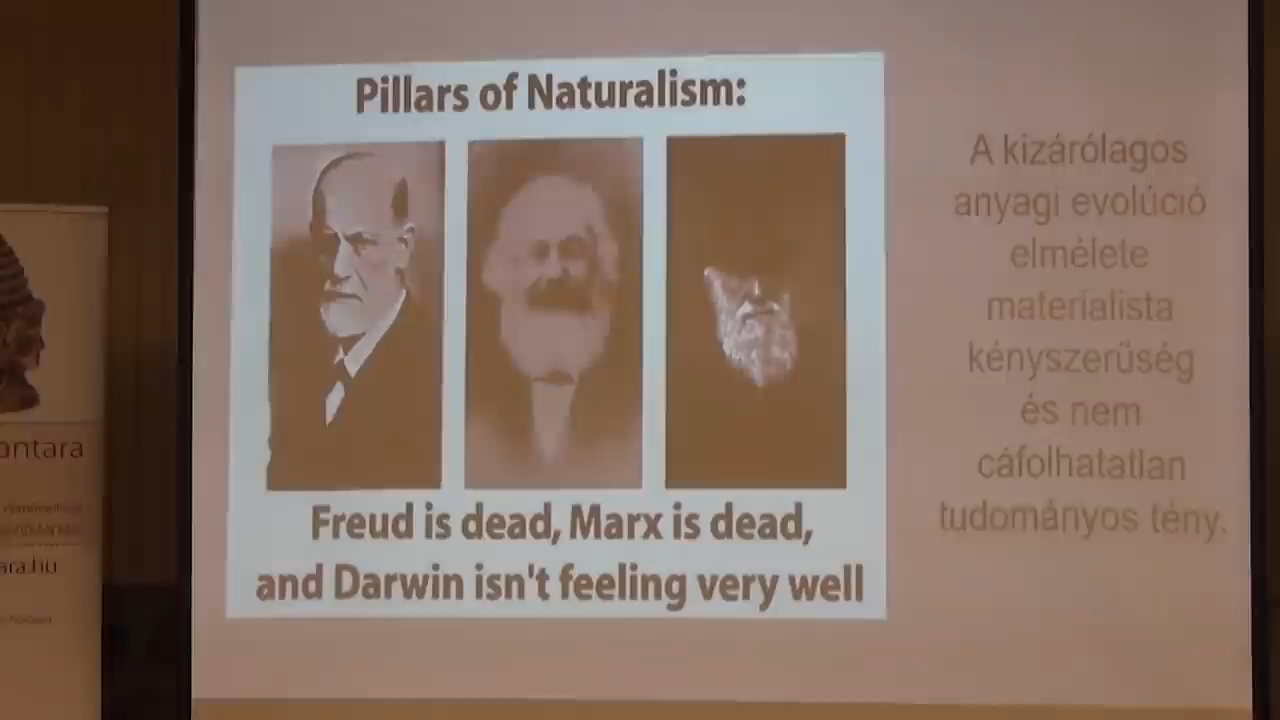 Pillars of Naturalism:
Freud is dead, Marx is dead,
and Darwin isn't feeling very well
A kizárólagos
anyagi evolúció
elmélete
materialista
kényszerűség
és nem
cáfolhatatlan
tudományos tény.
antara
ara.hu